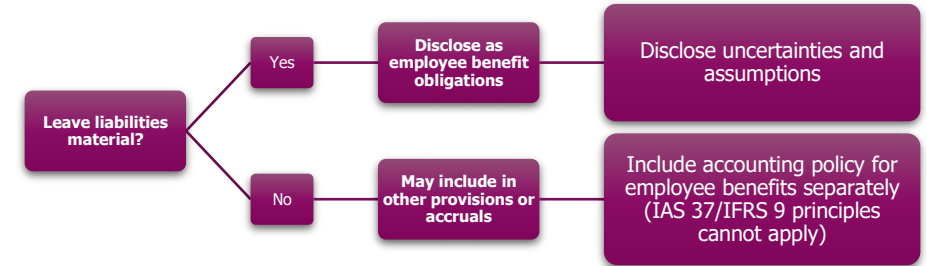 Leave liabilities
material?
Yes
Disclose as
employee benefit
obligations
Disclose uncertainties and
assumptions
No
May include in
other provisions or
accruals
Include accounting policy for
employee benefits separately
(IAS 37/IFRS 9 principles
cannot apply)